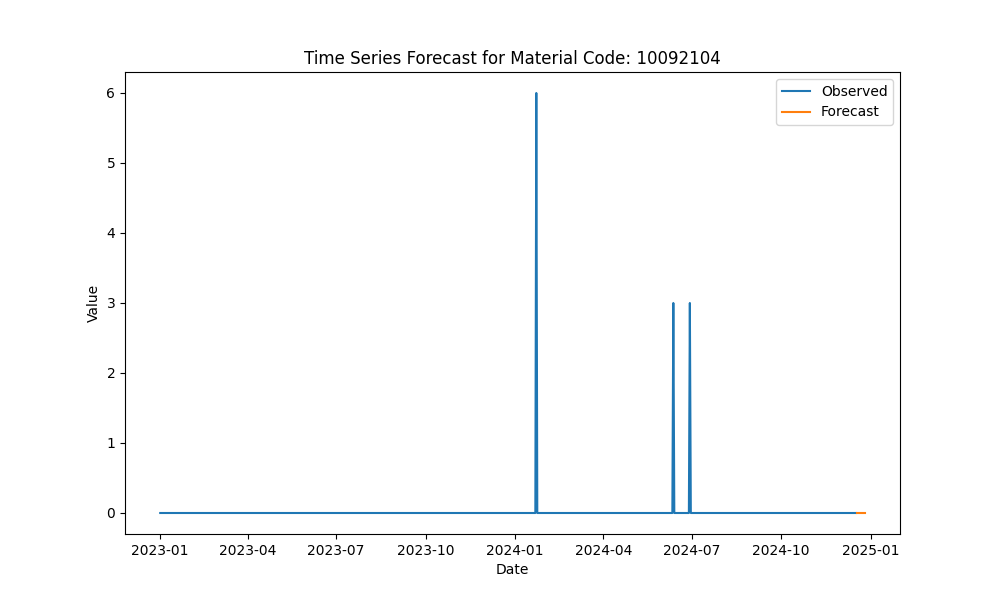 Time Series Forecast for Material Code: 10092104
Observed
Forecast
6
5
4
3
2
1
0
Value
2023-01 2023-04 2023-07 2023-10 2024-01 2024-04 2024-07 2024-10 2025-01
Date